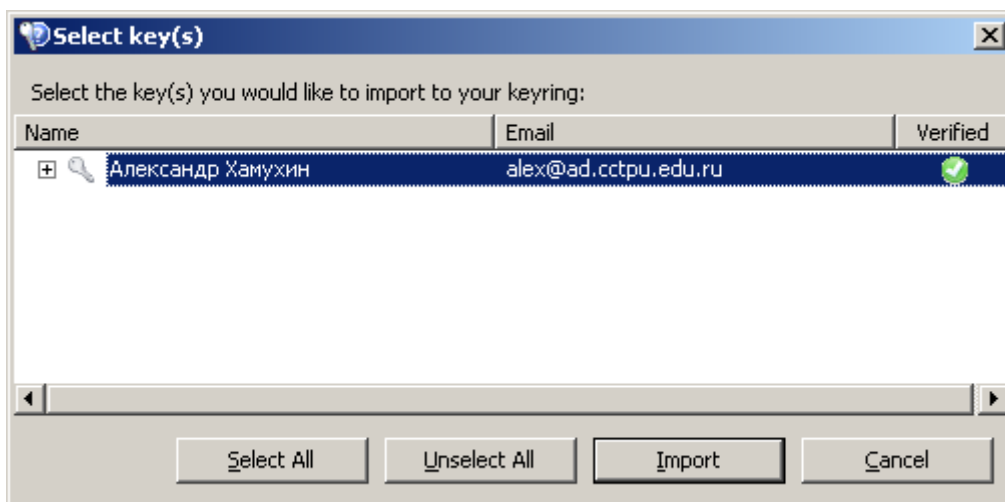 Select key(s)
Select the key(s) you would like to import to your keyring:
Name Email Verified
Александр Хамухин alex@ad.cctpu.edu.ru
Select All Unselect All Import Cancel